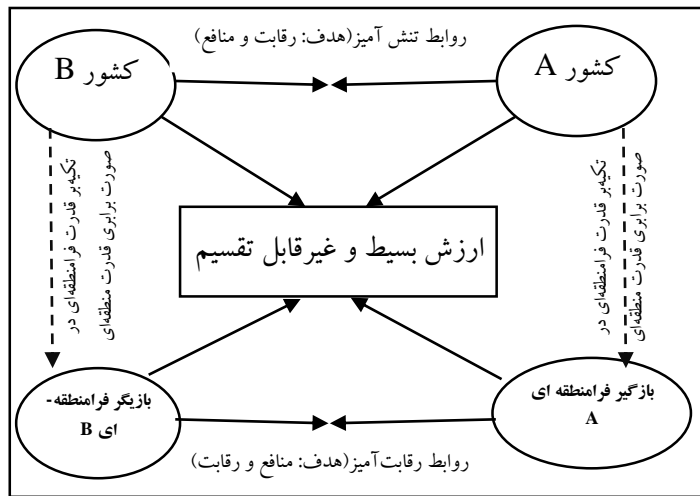 روابط تنش آمیز(هدف: رقابت و منافع)
کشور A
کشور B
تکیه‌بر قدرت فرامنطقه‌ای در
صورت برابری قدرت منطقه‌ای
تکیه‌بر قدرت فرامنطقه‌ای در
صورت برابری قدرت منطقه‌ای
ارزش بسیط و غیرقابل تقسیم
بازگیر فرامنطقه ای
A
بازیگر فرامنطقه-
ای B
روابط رقابت‌آمیز(هدف: منافع و رقابت)